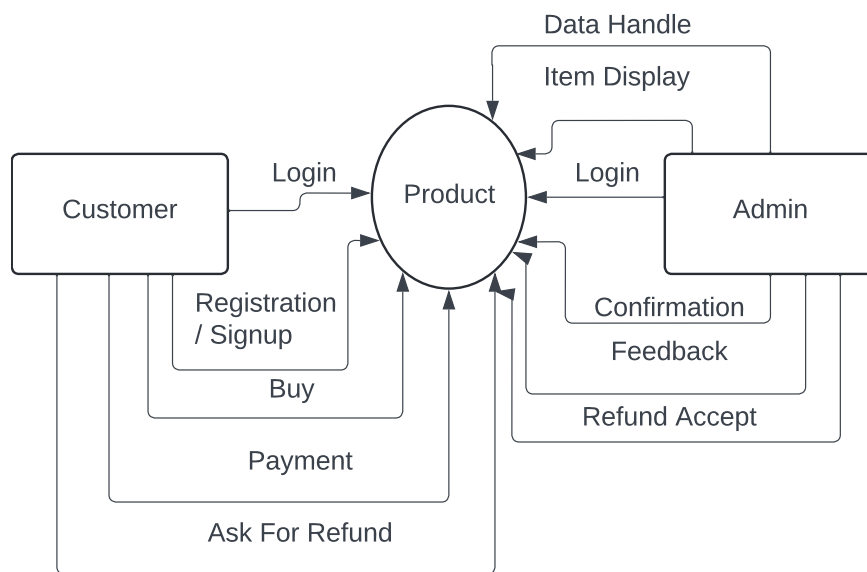 Data Handle
Item Display
Login
Login
Customer
Product
Admin
Registration
/ Signup
Confirmation
Feedback
Buy
Refund Accept
Payment
Ask For Refund